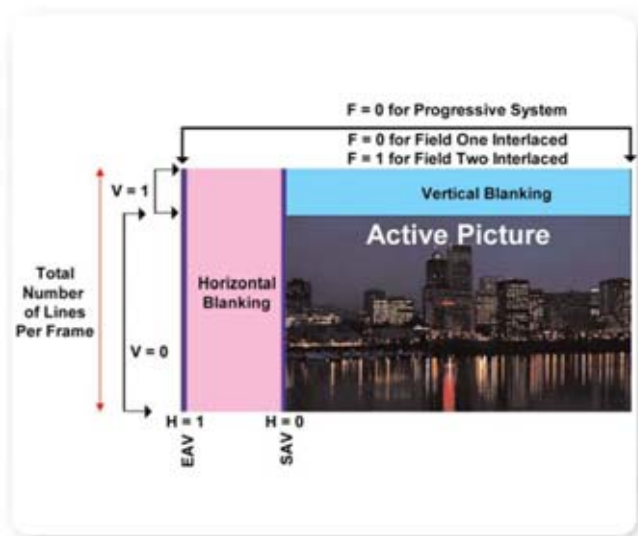 F = 0 for Progressive System
F = 0 for Field One Interlaced
F = 1 for Field Two Interlaced
V = 1
Vertical Blanking
Active Picture
Total
Number
of Lines
Per Frame
Horizontal
Blanking
V = 0
H = 1
H = 0
EAV
SAV